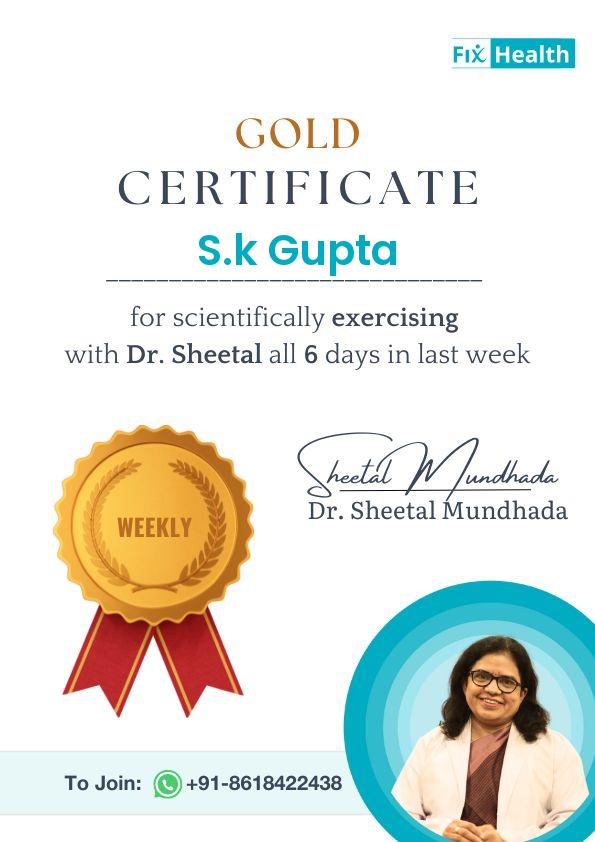 Fix Health
GOLD
CERTIFICATE
S.k Gupta
for scientifically exercising
with Dr. Sheetal all 6 days in last week
WEEKLY
Sheetal Mundhada
Dr. Sheetal Mundhada
To Join: +91-8618422438